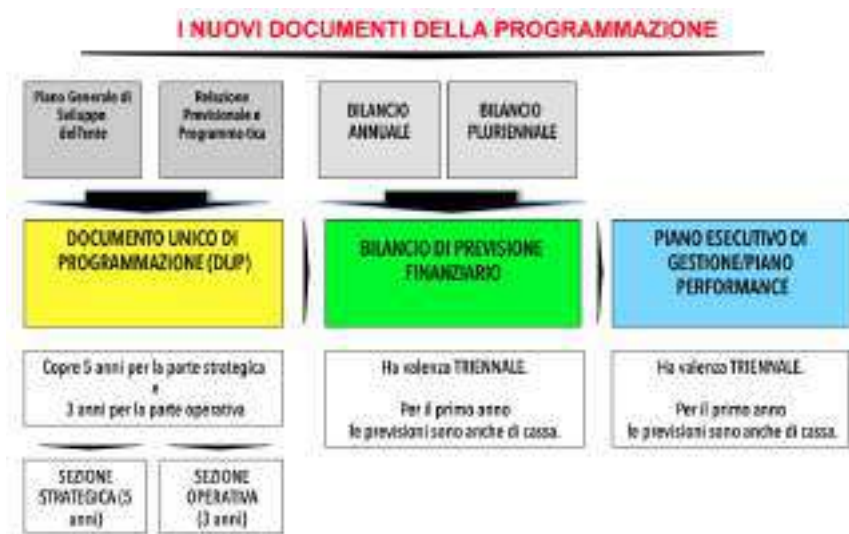 I NUOVI DOCUMENTI DELLA PROGRAMMAZIONE
Piano Generale di
Sviluppo
dell'ente
Relazione
Previsionale e
Programma-tica
BILANCIO
ANNUALE
BILANCIO
PLURIENNALE
DOCUMENTO UNICO DI
PROGRAMMAZIONE (DUP)
BILANCIO DI PREVISIONE
FINANZIARIO
PIANO ESECUTIVO DI
GESTIONE/PIANO
PERFORMANCE
Copre 5 anni per la parte strategica
e
3 anni per la parte operativa
Ha valenza TRIENNALE.
Per il primo anno
le previsioni sono anche di cassa.
Ha valenza TRIENNALE.
Per il primo anno
le previsioni sono anche di cassa.
SEZIONE
STRATEGICA (5
anni)
SEZIONE
OPERATIVA
(3 anni)